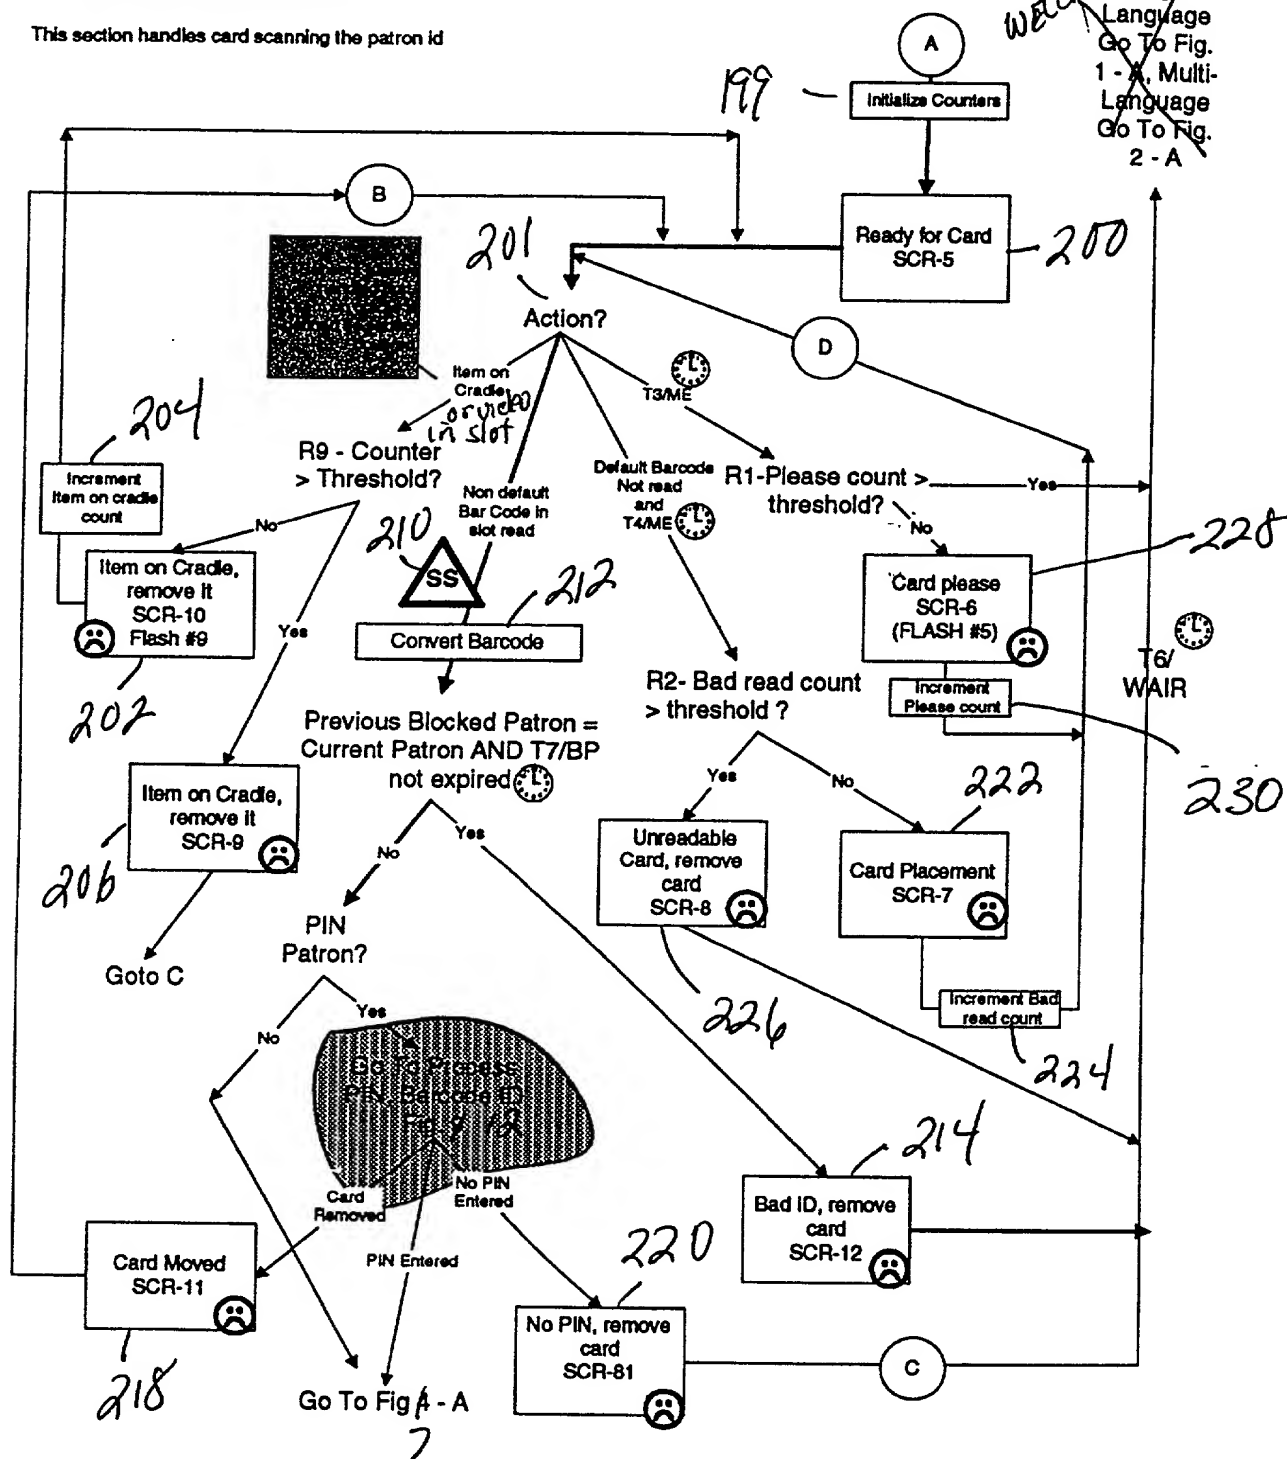 This section handles card scanning the patron id
Language
Go To Fig.
1 - A, Multi-
Language
Go To Fig.
2 - A
A
199
Initialize Counters
B
201
Ready for Card
SCR-5
200
Action?
D
Item on
Cradle
or video
in slot
T3/ME
204
R9 - Counter
> Threshold?
Increment
Item on cradle
count
Non default
Bar Code in
slot read
Default Barcode
Not read
and
T4/ME
R1-Please count >
threshold?
Yes
No
No
210
SS
212
228
Item on Cradle,
remove it
SCR-10
Flash #9
Yes
Convert Barcode
Card please
SCR-6
(FLASH #5)
T6/
WAIR
202
R2- Bad read count
> threshold ?
Increment
Please count
230
Previous Blocked Patron =
Current Patron AND T7/BP
not expired
Yes
No
222
Item on Cradle,
remove it
SCR-9
206
No
Yes
Unreadable
Card, remove
card
SCR-8
Card Placement
SCR-7
Goto C
PIN
Patron?
226
Increment Bad
read count
224
No
Yes
Go To Process
PIN, Barcode ID
214
Card
Removed
No PIN
Entered
Bad ID, remove
card
SCR-12
Card Moved
SCR-11
PIN Entered
220
No PIN, remove
card
SCR-81
C
218
Go To Fig 4 - A
7